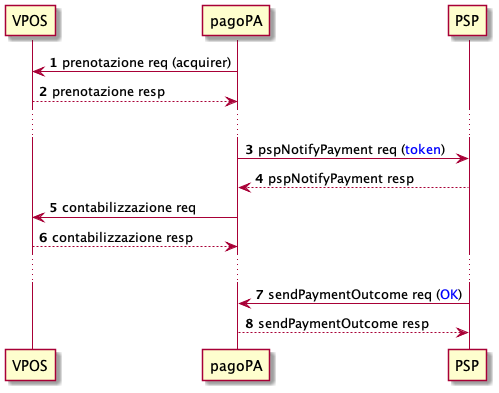 VPOS pagoPA PSP
1 prenotazione req (acquirer)
2 prenotazione resp
3 pspNotifyPayment req (token)
4 pspNotifyPayment resp
5 contabilizzazione req
6 contabilizzazione resp
7 sendPaymentOutcome req (OK)
8 sendPaymentOutcome resp
VPOS pagoPA PSP